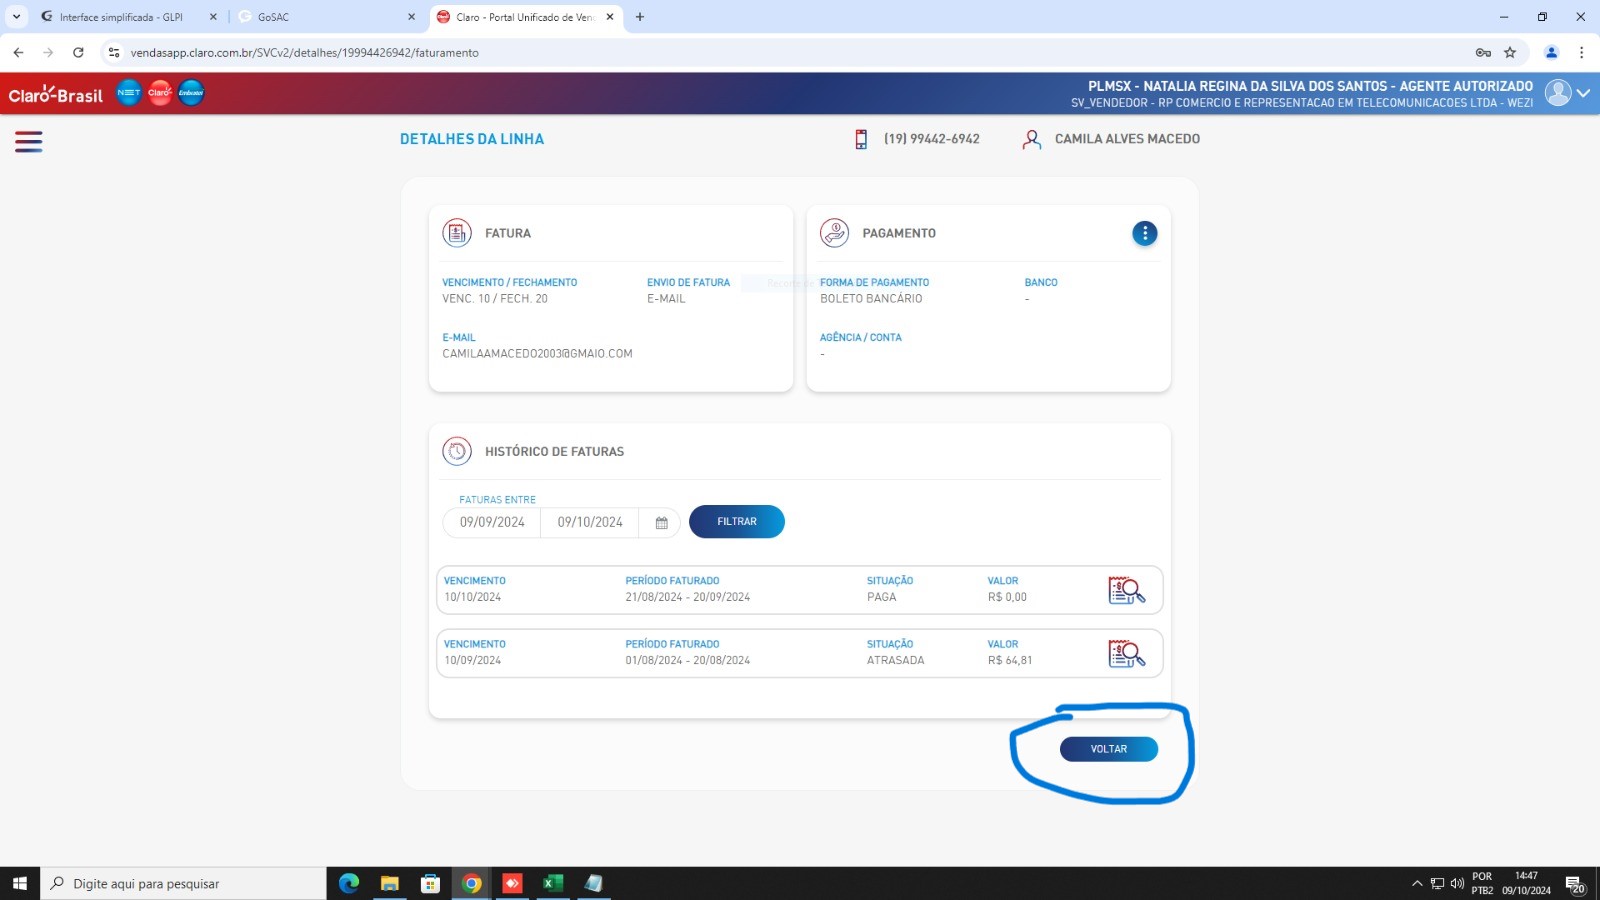 Interface simplificada - GLPI
GoSAC
Claro - Portal Unificado de Ven
vendasapp.claro.com.br/SVCv2/detalhes/19994426942/faturamento
Claro-Brasil
NET
Claro
Embratel
PLMSX - NATALIA REGINA DA SILVA DOS SANTOS - AGENTE AUTORIZADO
SV_VENDEDOR - RP COMERCIO E REPRESENTACAO EM TELECOMUNICACOES LTDA - WEZI
DETALHES DA LINHA
(19) 99442-6942
CAMILA ALVES MACEDO
FATURA
VENCIMENTO / FECHAMENTO
VENC. 10 / FECH. 20
ENVIO DE FATURA
E-MAIL
E-MAIL
CAMILAAMACEDO2003@GMAIO.COM
PAGAMENTO
FORMA DE PAGAMENTO
BOLETO BANCÁRIO
BANCO
-
AGÊNCIA / CONTA
-
HISTÓRICO DE FATURAS
FATURAS ENTRE
09/09/2024 09/10/2024
FILTRAR
VENCIMENTO PERÍODO FATURADO SITUAÇÃO VALOR
10/10/2024 21/08/2024 - 20/09/2024 PAGA R$ 0,00
VENCIMENTO PERÍODO FATURADO SITUAÇÃO VALOR
10/09/2024 01/08/2024 - 20/08/2024 ATRASADA R$ 64,81
VOLTAR
Digite aqui para pesquisar
POR
PTB2
14:47
09/10/2024
20